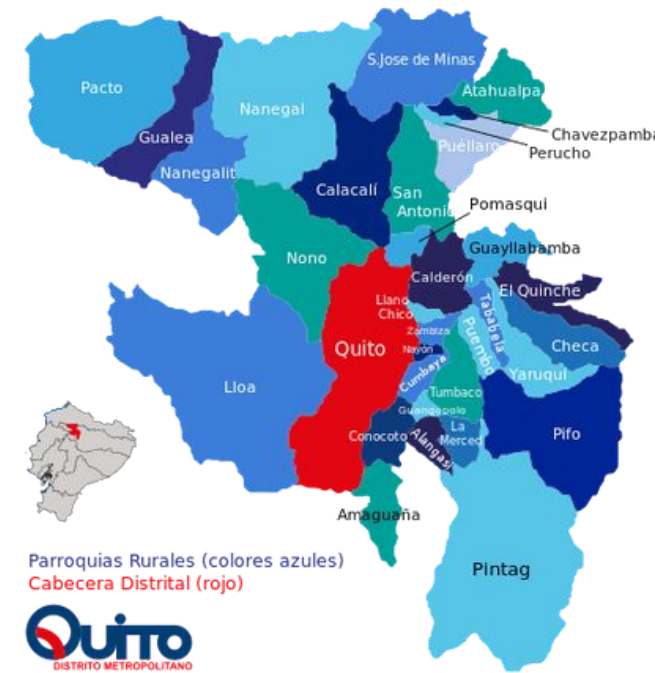 S.Jose de Minas
Pacto
Nanegal
Atahualpa
Gualea
Chavezpamba
Puéllaro
Perucho
Nanegalit
Calacalí
San
Antonio
Pomasqui
Nono
Guayllabamba
Calderón
El Quinche
Llano
Chico
Tababela
Zambiza
Puembo
Quito
Nayón
Checa
Cumbaya
Yaruqui
Lloa
Tumbaco
Guangopolo
Conocoto
Alangasi
La
Merced
Pifo
Amaguaña
Pintag
Parroquias Rurales (colores azules)
Cabecera Distrital (rojo)
QUITO
DISTRITO METROPOLITANO